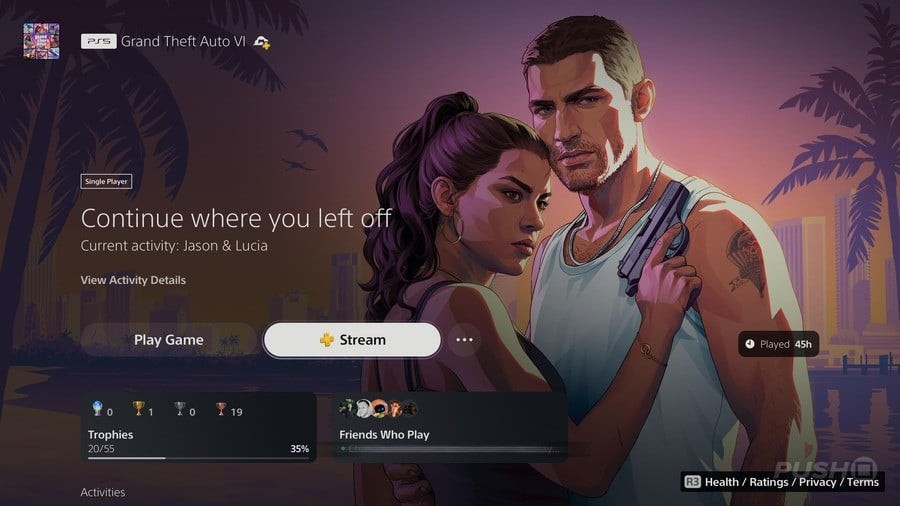 PS5 Grand Theft Auto VI
Single Player
Continue where you left off
Current activity: Jason & Lucia
View Activity Details
Play Game
Stream
Played 45h
0 1 0 19
Trophies
20/55 35%
Friends Who Play
Activities
PUSH
R3 Health / Ratings / Privacy / Terms